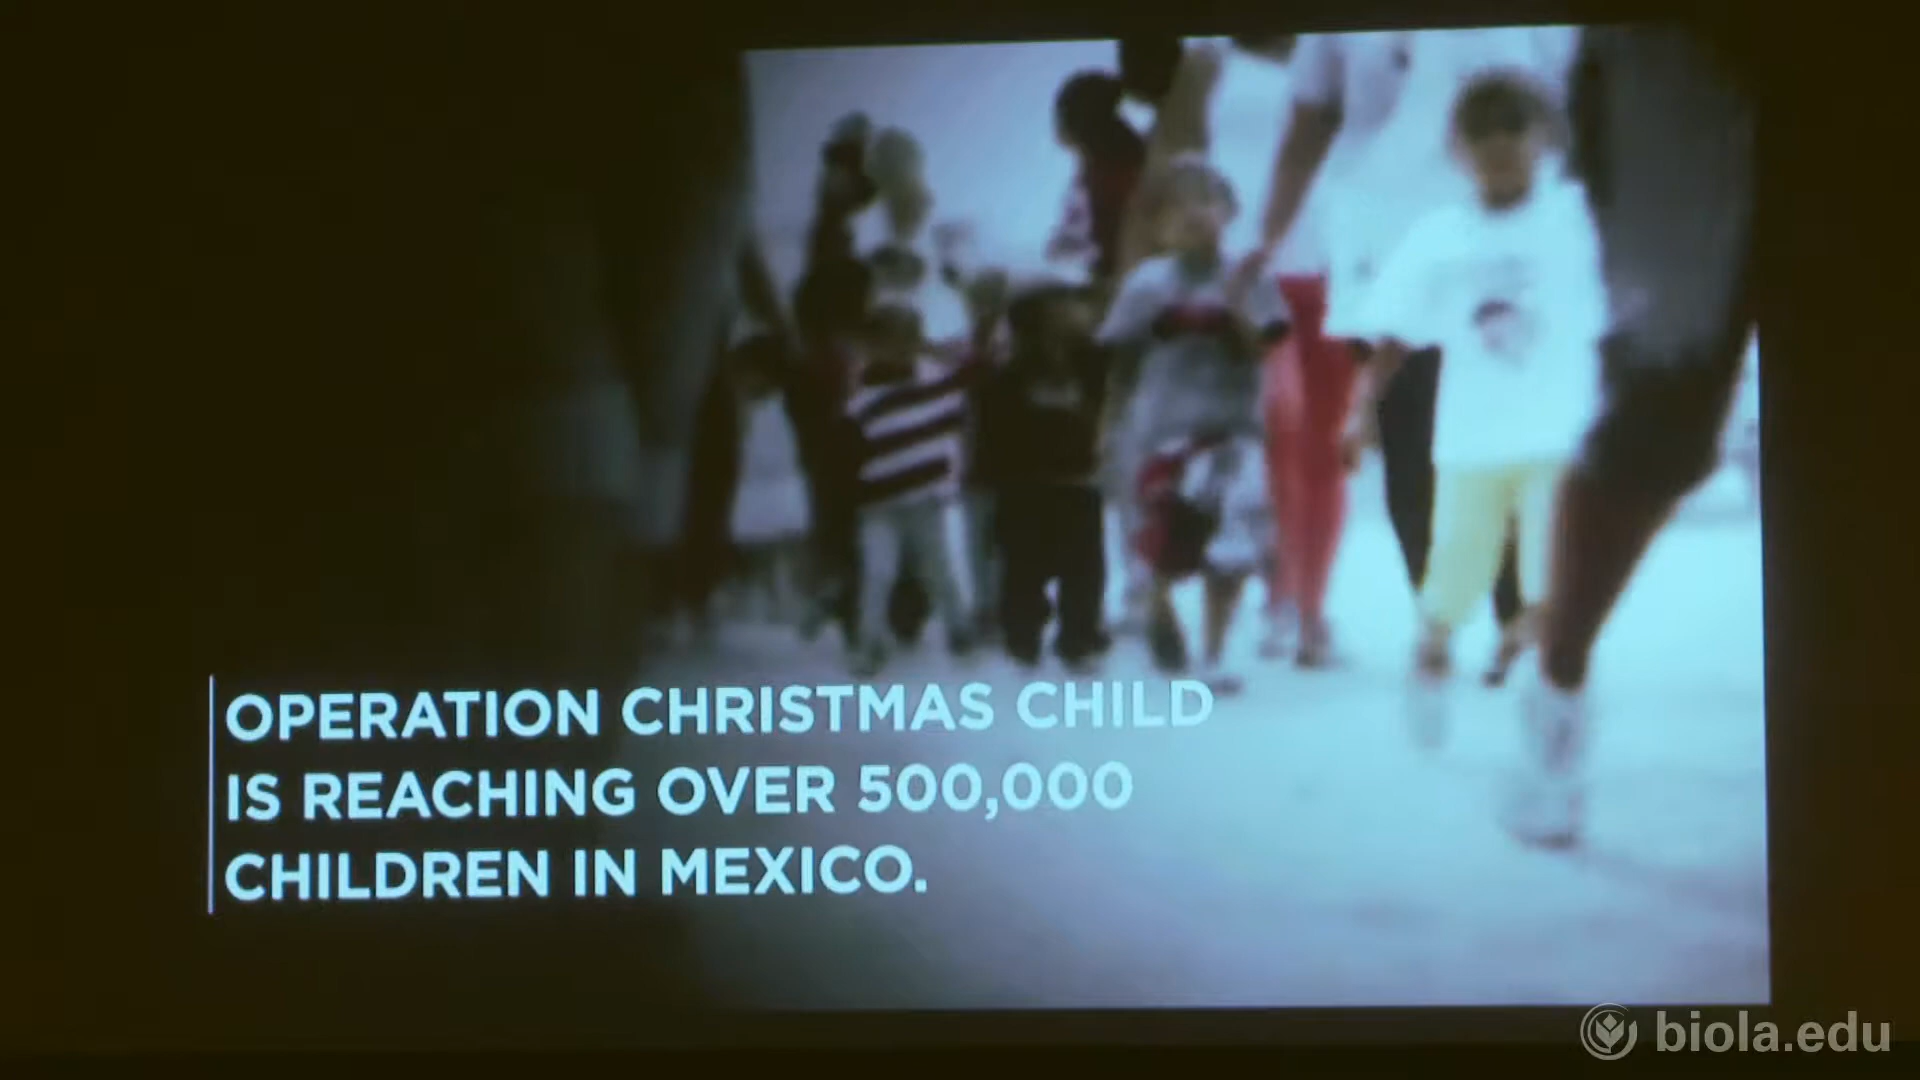 OPERATION CHRISTMAS CHILD
IS REACHING OVER 500,000
CHILDREN IN MEXICO.
biola.edu